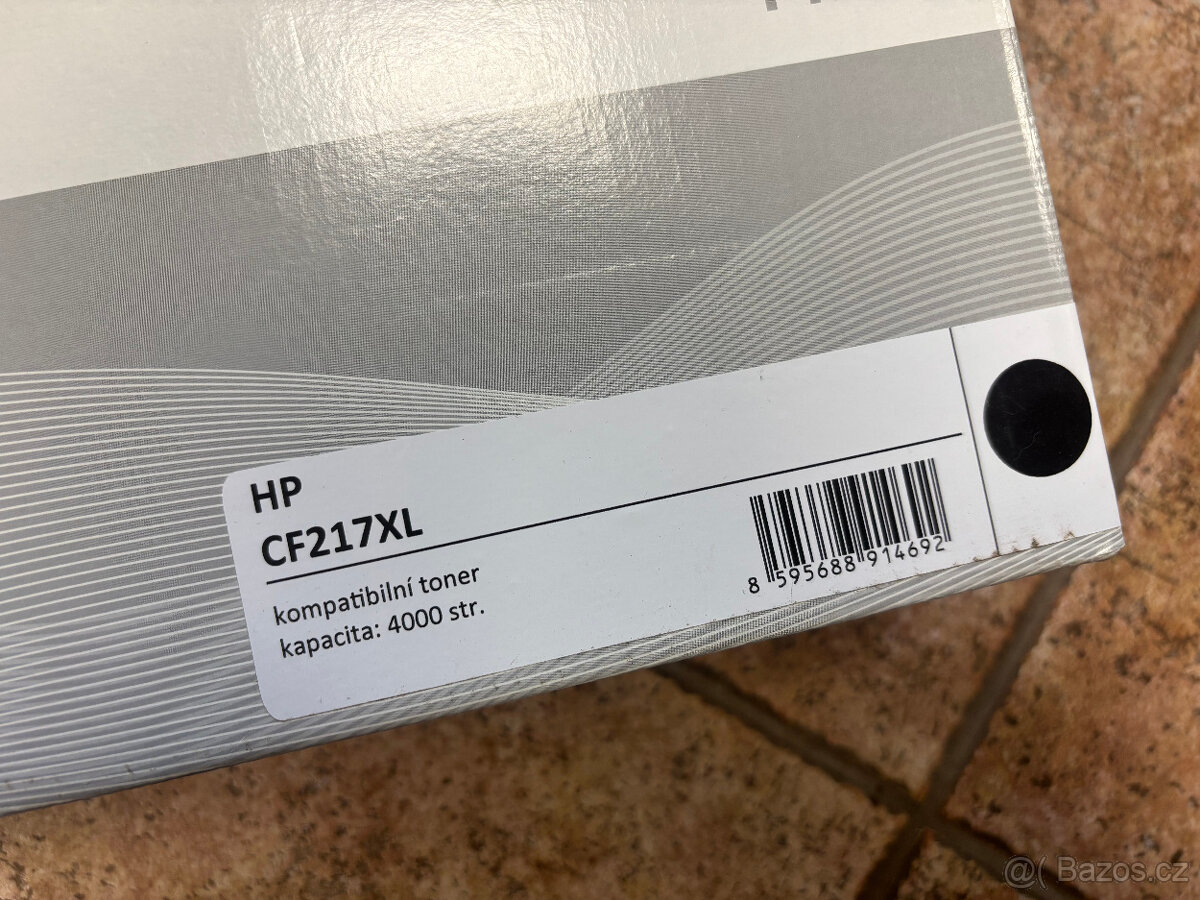 HP
CF217XL
kompatibilní toner
kapacita: 4000 str.
8 595688 914692
@( Bazos.cz